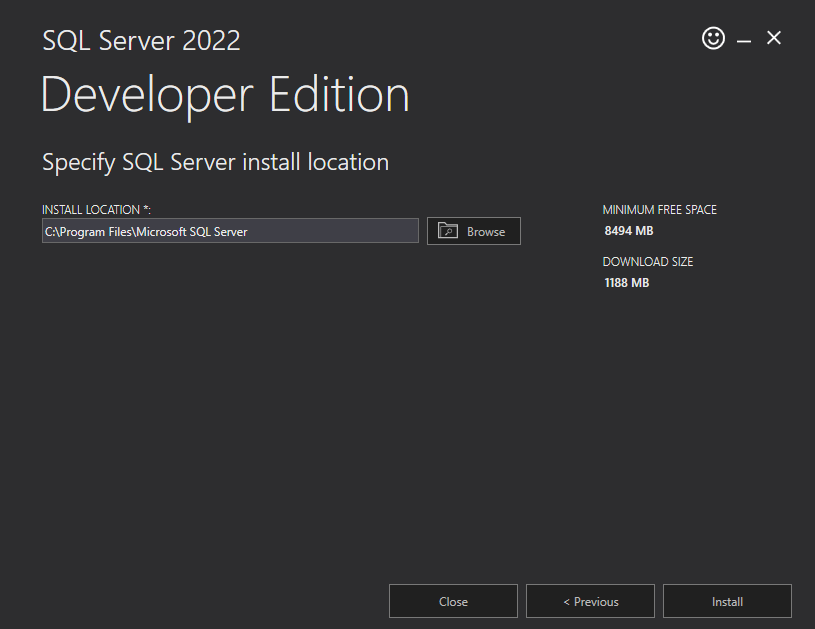 SQL Server 2022
Developer Edition
Specify SQL Server install location
INSTALL LOCATION *:
C:\Program Files\Microsoft SQL Server
Browse
MINIMUM FREE SPACE
8494 MB
DOWNLOAD SIZE
1188 MB
Close
< Previous
Install